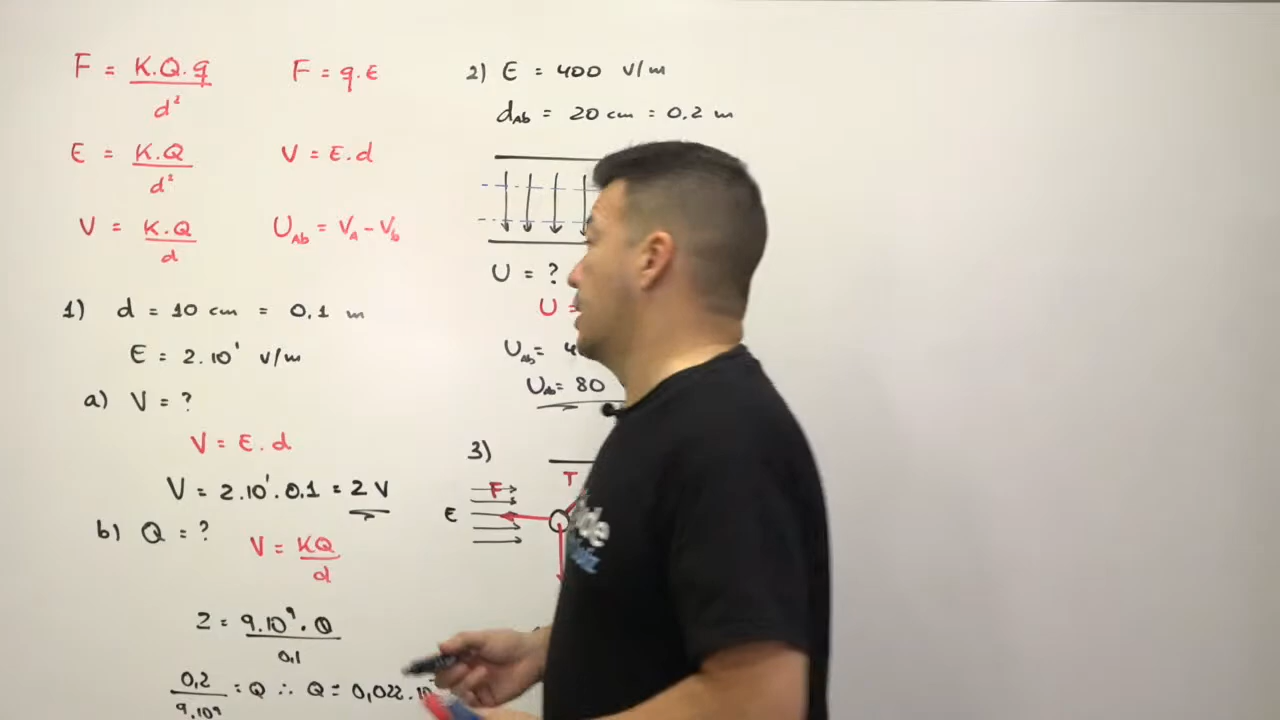 F = K.Q.q / d²
F = q.E
E = K.Q / d²
V = E.d
V = K.Q / d
U_Ab = V_A - V_b
1) d = 10 cm = 0,1 m
E = 2.10¹ V/m
a) V = ?
V = E.d
V = 2.10¹.0,1 = 2 V
b) Q = ?
V = KQ / d
2 = 9.10⁹.Q / 0,1
0,2 / 9.10⁹ = Q ∴ Q = 0,022.10
2) E = 400 V/m
d_Ab = 20 cm = 0,2 m
U = ?
U =
U_Ab = 4
U_Ab = 80
3)
T
F
E